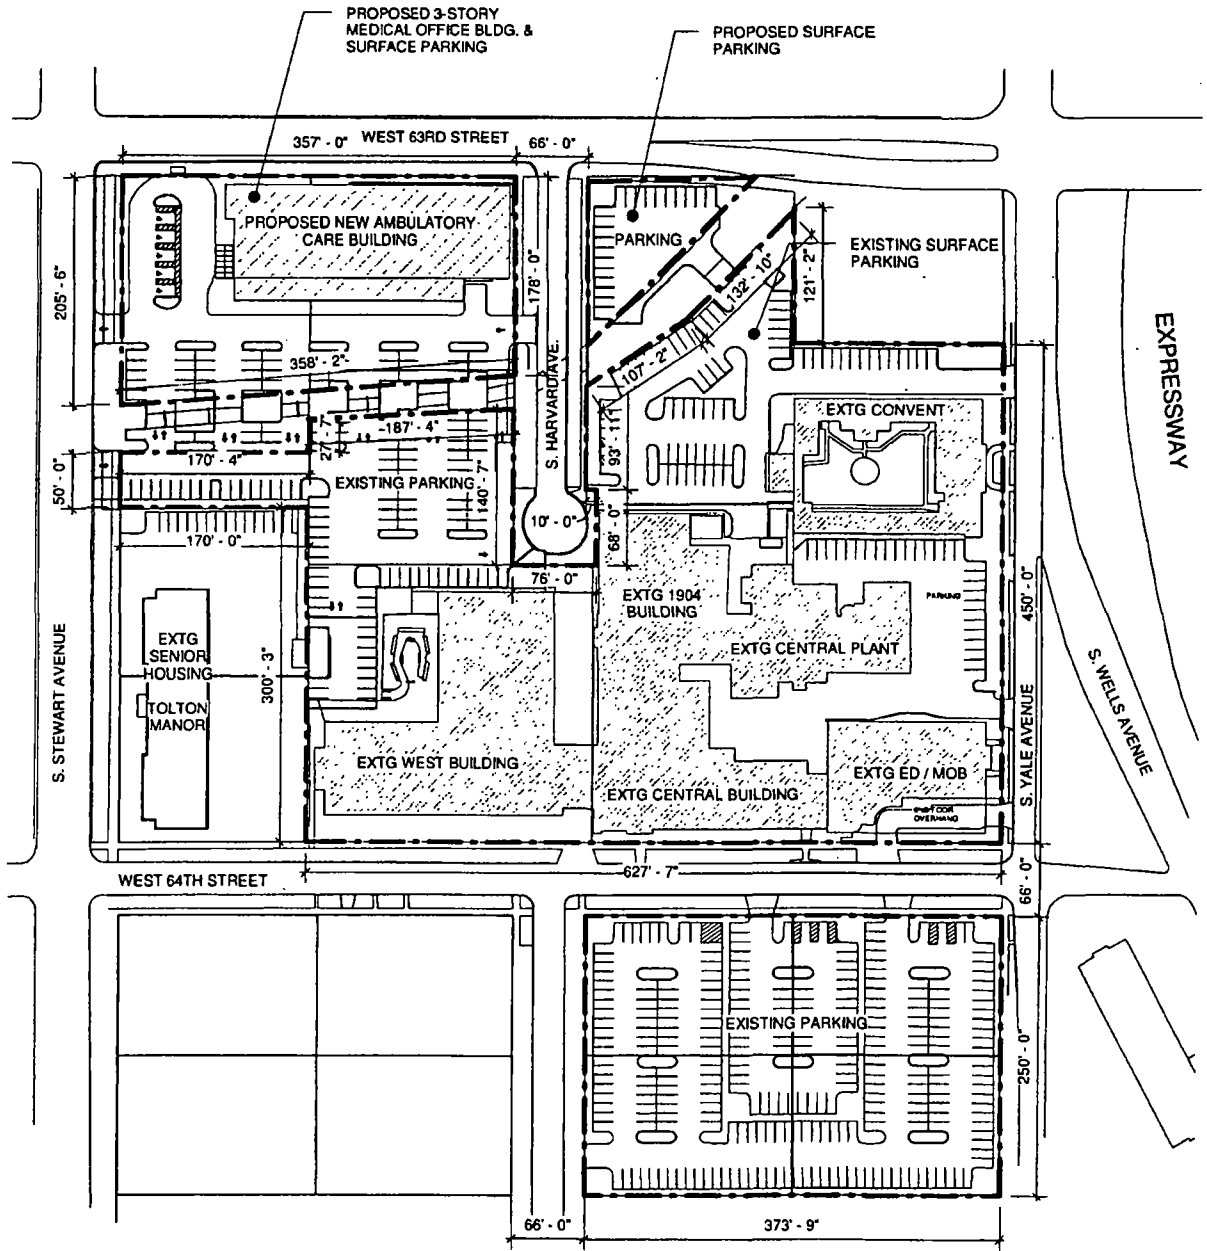 PROPOSED 3-STORY
MEDICAL OFFICE BLDG. &
SURFACE PARKING
PROPOSED SURFACE
PARKING
357' - 0"
WEST 63RD STREET
66' - 0"
PROPOSED NEW AMBULATORY
CARE BUILDING
PARKING
EXISTING SURFACE
PARKING
205' - 6"
178' - 0"
132' - 10"
121' - 2"
EXPRESSWAY
358' - 2"
107' - 2"
S. HARVARD AVE.
187' - 4"
27' - 7"
93' - 11"
EXTG CONVENT
170' - 4"
50' - 0"
EXISTING PARKING
140' - 7"
10' - 0"
68' - 0"
170' - 0"
76' - 0"
EXTG 1904
BUILDING
PARKING
450' - 0"
EXTG
SENIOR
HOUSING
TOLTON
MANOR
300' - 3"
EXTG CENTRAL PLANT
S. STEWART AVENUE
S. WELLS AVENUE
S. YALE AVENUE
EXTG WEST BUILDING
EXTG ED / MOB
EXTG CENTRAL BUILDING
OVERHANG
WEST 64TH STREET
627' - 7"
66' - 0"
EXISTING PARKING
250' - 0"
66' - 0"
373' - 9"